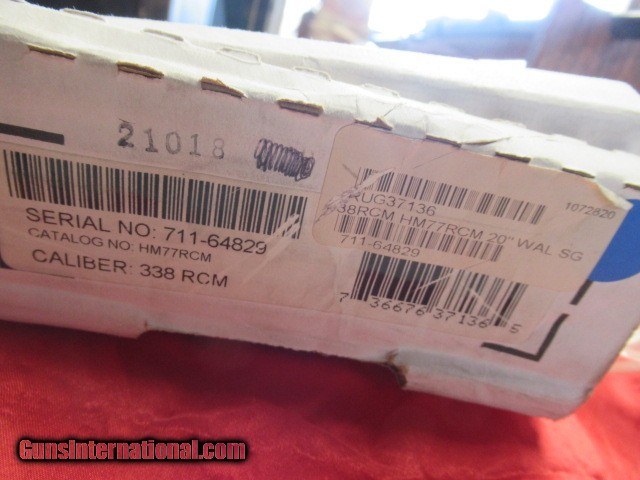 21018
SERIAL NO: 711-64829
CATALOG NO: HM77RCM
CALIBER: 338 RCM
RUG37136
1072820
38RCM HM77RCM 20" WAL SG
711-64829
7 36676 37136 5
GunsInternational.com